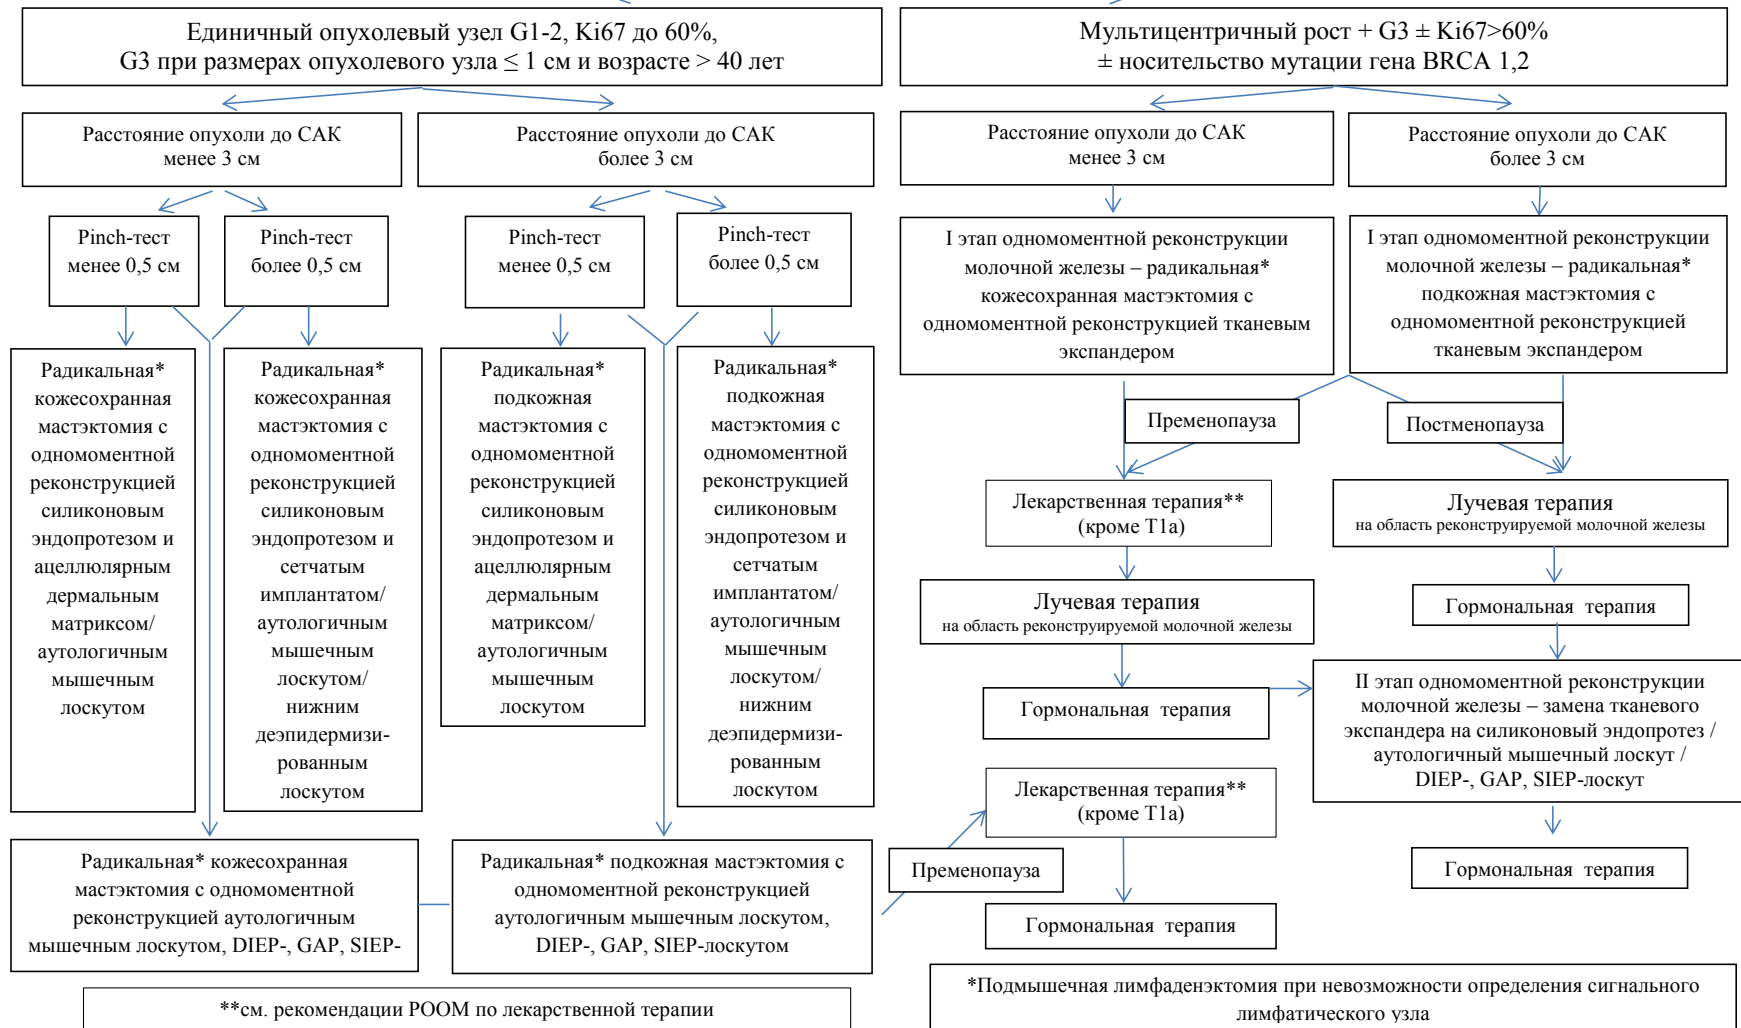 Единичный опухолевый узел G1-2, Ki67 до 60%,
G3 при размерах опухолевого узла ≤ 1 см и возрасте > 40 лет
Мультицентричный рост + G3 ± Ki67>60%
± носительство мутации гена BRCA 1,2
Расстояние опухоли до САК
менее 3 см
Расстояние опухоли до САК
более 3 см
Расстояние опухоли до САК
менее 3 см
Расстояние опухоли до САК
более 3 см
Pinch-тест
менее 0,5 см
Pinch-тест
более 0,5 см
Pinch-тест
менее 0,5 см
Pinch-тест
более 0,5 см
I этап одномоментной реконструкции
молочной железы – радикальная*
кожесохранная мастэктомия с
одномоментной реконструкцией тканевым
экспандером
I этап одномоментной реконструкции
молочной железы – радикальная*
подкожная мастэктомия с
одномоментной реконструкцией
тканевым экспандером
Радикальная*
кожесохранная
мастэктомия с
одномоментной
реконструкцией
силиконовым
эндопротезом и
ацеллюлярным
дермальным
матриксом/
аутологичным
мышечным
лоскутом
Радикальная*
кожесохранная
мастэктомия с
одномоментной
реконструкцией
силиконовым
эндопротезом и
сетчатым
имплантатом/
аутологичным
мышечным
лоскутом/
нижним
деэпидермизи-
рованным
лоскутом
Радикальная*
подкожная
мастэктомия с
одномоментной
реконструкцией
силиконовым
эндопротезом и
ацеллюлярным
дермальным
матриксом/
аутологичным
мышечным
лоскутом
Радикальная*
подкожная
мастэктомия с
одномоментной
реконструкцией
силиконовым
эндопротезом и
сетчатым
имплантатом/
аутологичным
мышечным
лоскутом/
нижним
деэпидермизи-
рованным
лоскутом
Пременопауза
Постменопауза
Лекарственная терапия**
(кроме T1a)
Лучевая терапия
на область реконструируемой молочной железы
Лучевая терапия
на область реконструируемой молочной железы
Гормональная терапия
Гормональная терапия
II этап одномоментной реконструкции
молочной железы – замена тканевого
экспандера на силиконовый эндопротез /
аутологичный мышечный лоскут /
DIEP-, GAP, SIEP-лоскут
Лекарственная терапия**
(кроме T1a)
Радикальная* кожесохранная
мастэктомия с одномоментной
реконструкцией аутологичным
мышечным лоскутом, DIEP-, GAP, SIEP-
Радикальная* подкожная мастэктомия с
одномоментной реконструкцией
аутологичным мышечным лоскутом,
DIEP-, GAP, SIEP-лоскутом
Пременопауза
Гормональная терапия
Гормональная терапия
**см. рекомендации РООМ по лекарственной терапии
*Подмышечная лимфаденэктомия при невозможности определения сигнального
лимфатического узла